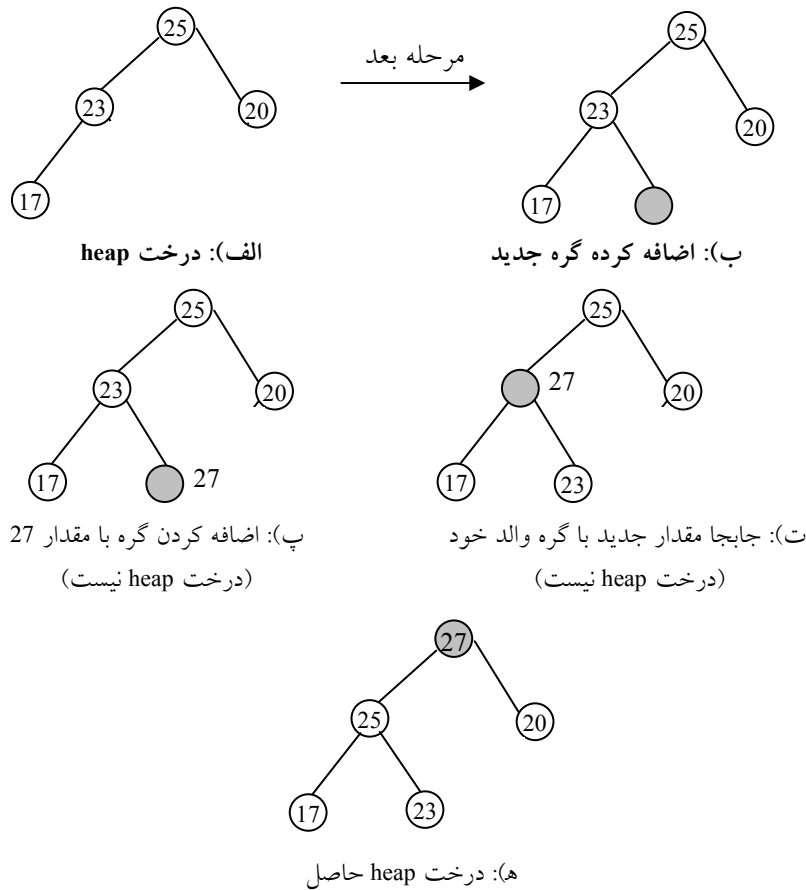 25
مرحله بعد
25
23
20
23
20
17
17
الف): درخت heap
ب): اضافه کرده گره جدید
25
25
23
20
27
20
17
27
17
23
پ): اضافه کردن گره با مقدار 27
(درخت heap نیست)
ت): جابجا مقدار جدید با گره والد خود
(درخت heap نیست)
27
25
20
17
23
ه): درخت heap حاصل